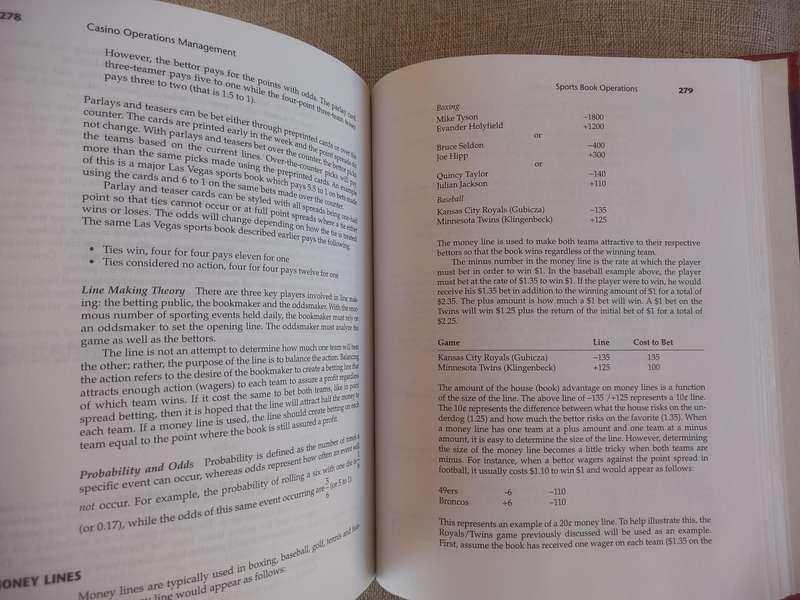 278
Casino Operations Management
However, the bettor pays for the points with odds. The parlay card
three-teamer pays five to one while the four-point three-team teaser
pays three to two (that is 1.5 to 1).
Parlays and teasers can be bet either through preprinted cards or over the
counter. The cards are printed early in the week and the point spreads do
not change. With parlays and teasers bet over the counter, the bettor picks
the teams based on the current lines. Over-the-counter picks will pay
more than the same picks made using the preprinted cards. An example
of this is a major Las Vegas sports book which pays 5.5 to 1 on bets made
using the cards and 6 to 1 on the same bets made over the counter.
Parlay and teaser cards can be styled with all spreads being one-half
point so that ties cannot occur or at full point spreads where a tie either
wins or loses. The odds will change depending on how the tie is treated.
The same Las Vegas sports book described earlier pays the following:
• Ties win, four for four pays eleven for one
• Ties considered no action, four for four pays twelve for one
Line Making Theory There are three key players involved in line mak-
ing: the betting public, the bookmaker and the oddsmaker. With the enor-
mous number of sporting events held daily, the bookmaker must rely on
an oddsmaker to set the opening line. The oddsmaker must analyze the
game as well as the bettors.
The line is not an attempt to determine how much one team will beat
the other; rather, the purpose of the line is to balance the action. Balancing
the action refers to the desire of the bookmaker to create a betting line that
attracts enough action (wagers) to each team to assure a profit regardless
of which team wins. If it cost the same to bet both teams, like in point
spread betting, then it is hoped that the line will attract half the money to
each team. If a money line is used, the line should create betting on each
team equal to the point where the book is still assured a profit.
Probability and Odds Probability is defined as the number of times a
specific event can occur, whereas odds represent how often an event will
not occur. For example, the probability of rolling a six with one die is 1/6
(or 0.17), while the odds of this same event occurring are 5/6 (or 5 to 1).
MONEY LINES
Money lines are typically used in boxing, baseball, golf, tennis and
line would appear as follows:
Sports Book Operations 279
Boxing
Mike Tyson −1800
Evander Holyfield +1200
or
Bruce Seldon −400
Joe Hipp +300
or
Quincy Taylor −140
Julian Jackson +110
Baseball
Kansas City Royals (Gubicza) −135
Minnesota Twins (Klingenbeck) +125
The money line is used to make both teams attractive to their respective
bettors so that the book wins regardless of the winning team.
The minus number in the money line is the rate at which the player
must bet in order to win $1. In the baseball example above, the player
must bet at the rate of $1.35 to win $1. If the player were to win, he would
receive his $1.35 bet in addition to the winning amount of $1 for a total of
$2.35. The plus amount is how much a $1 bet will win. A $1 bet on the
Twins will win $1.25 plus the return of the initial bet of $1 for a total of
$2.25.
Game Line Cost to Bet
Kansas City Royals (Gubicza) −135 135
Minnesota Twins (Klingenbeck) +125 100
The amount of the house (book) advantage on money lines is a function
of the size of the line. The above line of −135 /+125 represents a 10¢ line.
The 10¢ represents the difference between what the house risks on the un-
derdog (1.25) and how much the bettor risks on the favorite (1.35). When
a money line has one team at a plus amount and one team at a minus
amount, it is easy to determine the size of the line. However, determining
the size of the money line becomes a little tricky when both teams are
minus. For instance, when a bettor wagers against the point spread in
football, it usually costs $1.10 to win $1 and would appear as follows:
49ers -6 −110
Broncos +6 −110
This represents an example of a 20¢ money line. To help illustrate this, the
Royals/Twins game previously discussed will be used as an example.
First, assume the book has received one wager on each team ($1.35 on the